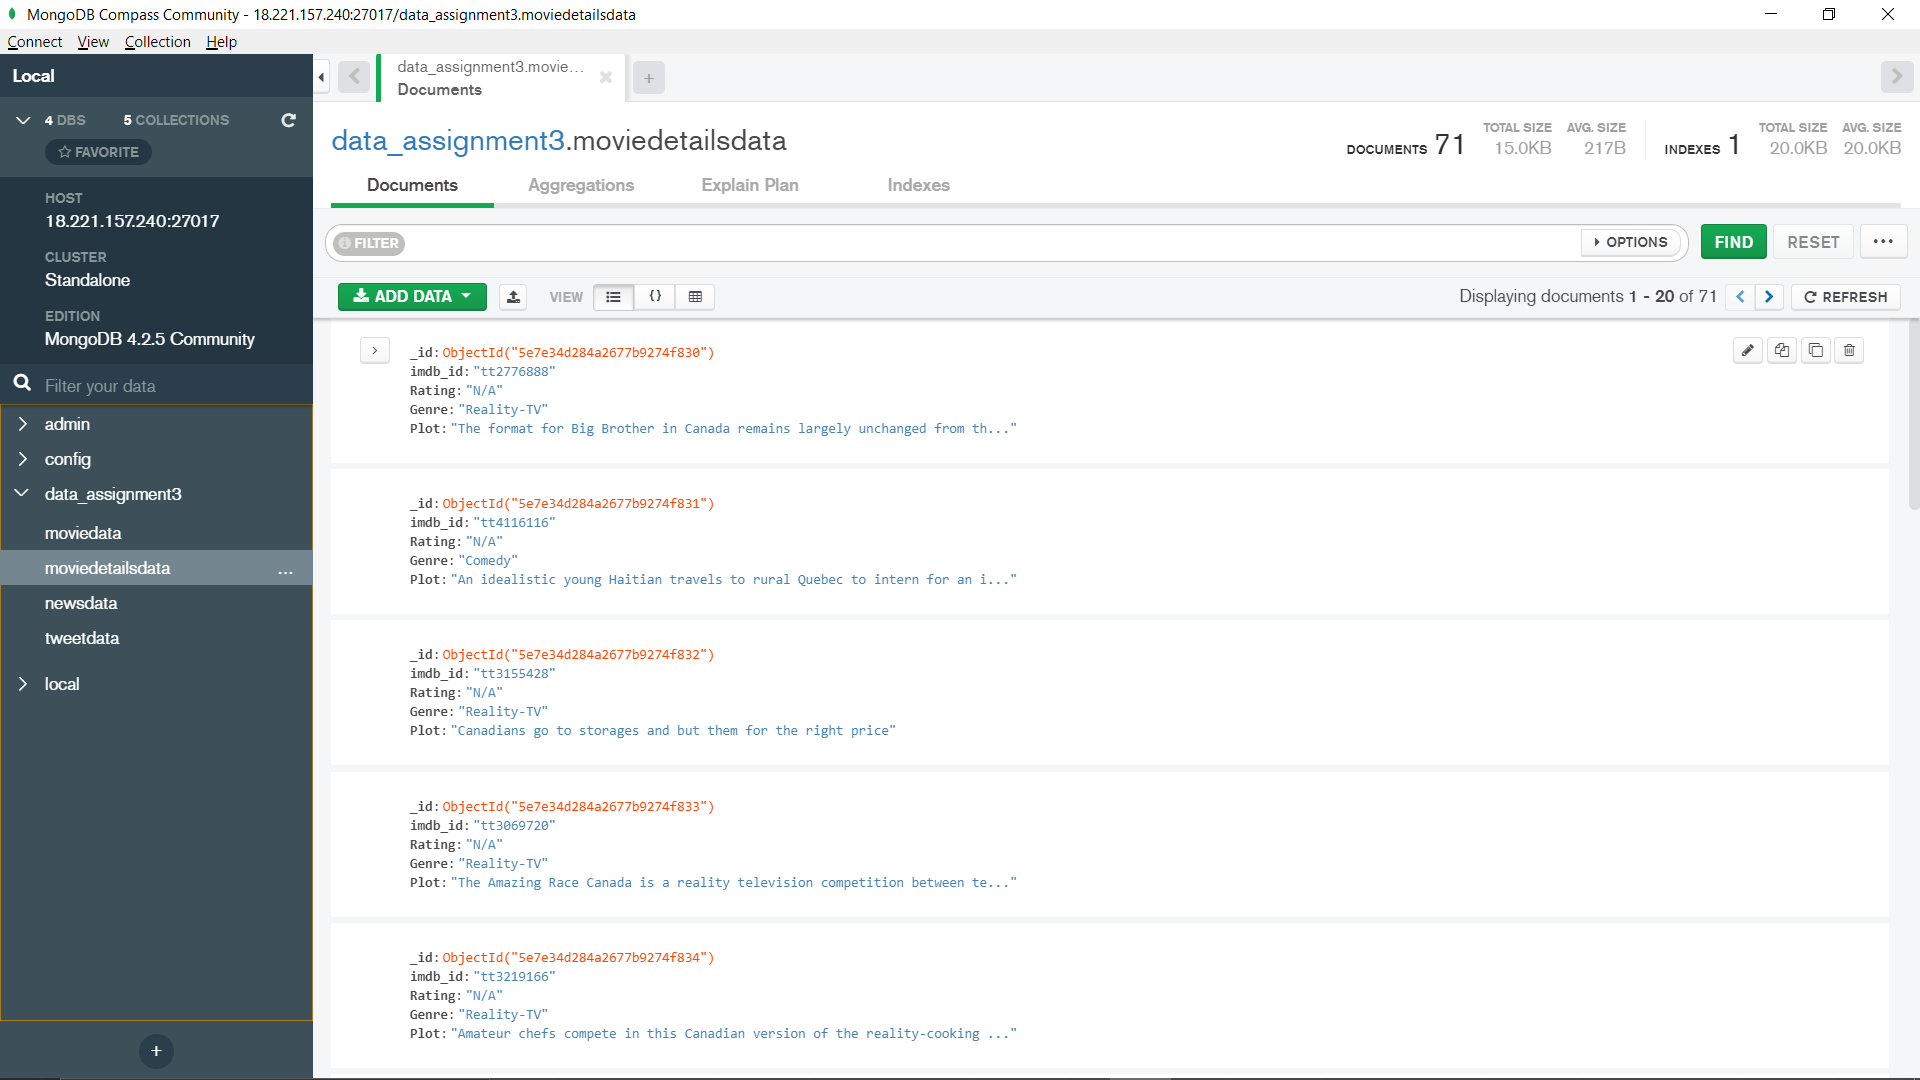 MongoDB Compass Community - 18.221.157.240:27017/data_assignment3.moviedetailsdata
Connect View Collection Help
Local
4 DBS 5 COLLECTIONS
FAVORITE
HOST
18.221.157.240:27017
CLUSTER
Standalone
EDITION
MongoDB 4.2.5 Community
Filter your data
admin
config
data_assignment3
moviedata
moviedetailsdata ...
newsdata
tweetdata
local
+
data_assignment3.movie...
Documents
+
data_assignment3.moviedetailsdata
DOCUMENTS 71 TOTAL SIZE 15.0KB AVG. SIZE 217B INDEXES 1 TOTAL SIZE 20.0KB AVG. SIZE 20.0KB
Documents Aggregations Explain Plan Indexes
FILTER OPTIONS FIND RESET ...
ADD DATA VIEW {} Displaying documents 1 - 20 of 71 REFRESH
_id: ObjectId("5e7e34d284a2677b9274f830")
imdb_id: "tt2776888"
Rating: "N/A"
Genre: "Reality-TV"
Plot: "The format for Big Brother in Canada remains largely unchanged from th..."
_id: ObjectId("5e7e34d284a2677b9274f831")
imdb_id: "tt4116116"
Rating: "N/A"
Genre: "Comedy"
Plot: "An idealistic young Haitian travels to rural Quebec to intern for an i..."
_id: ObjectId("5e7e34d284a2677b9274f832")
imdb_id: "tt3155428"
Rating: "N/A"
Genre: "Reality-TV"
Plot: "Canadians go to storages and but them for the right price"
_id: ObjectId("5e7e34d284a2677b9274f833")
imdb_id: "tt3069720"
Rating: "N/A"
Genre: "Reality-TV"
Plot: "The Amazing Race Canada is a reality television competition between te..."
_id: ObjectId("5e7e34d284a2677b9274f834")
imdb_id: "tt3219166"
Rating: "N/A"
Genre: "Reality-TV"
Plot: "Amateur chefs compete in this Canadian version of the reality-cooking ..."